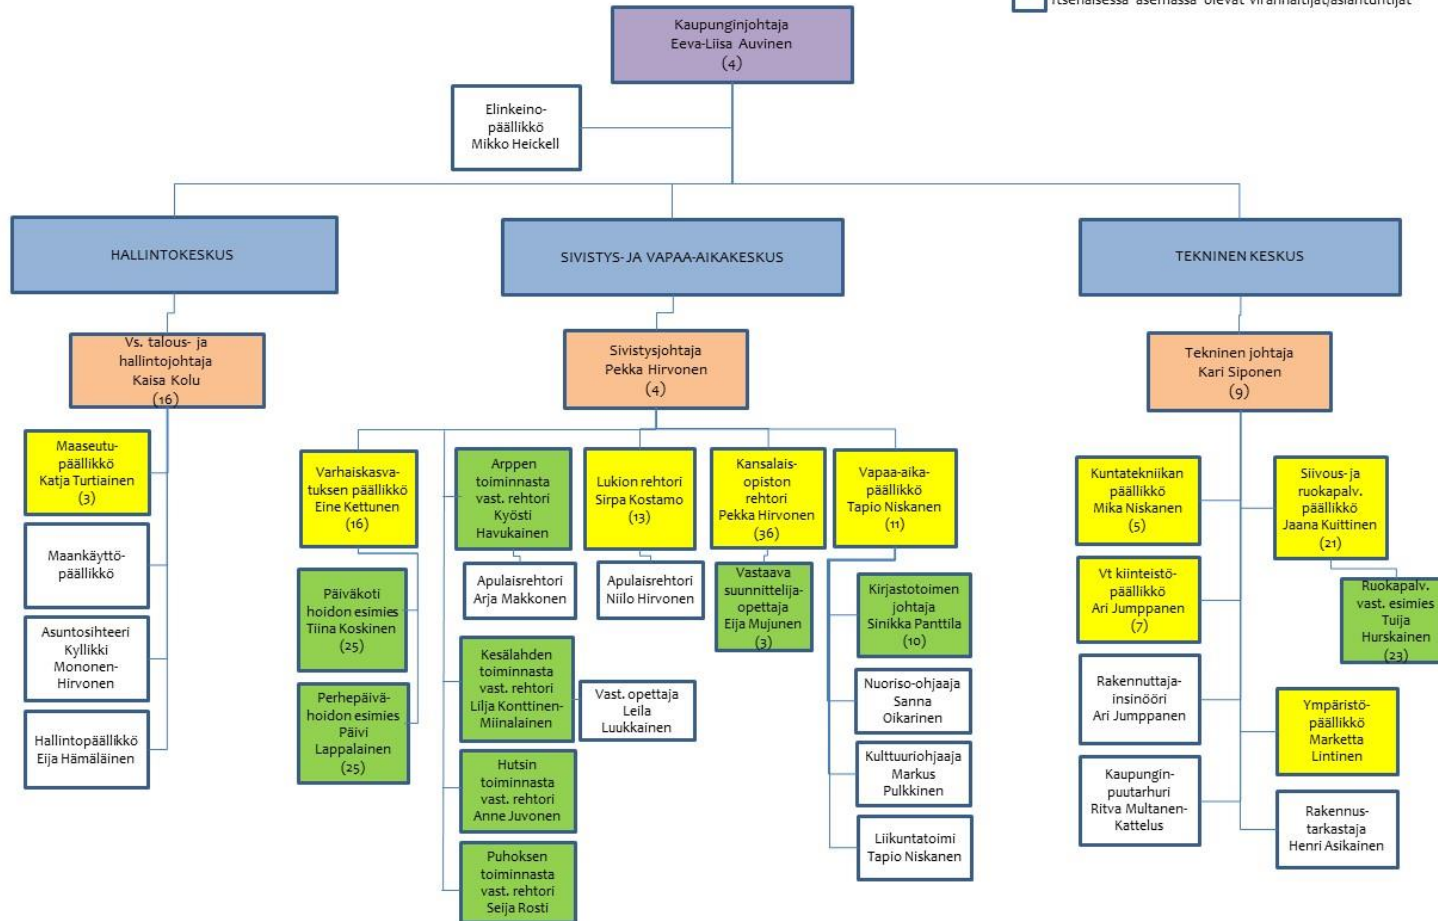 Itsenäisessä asemassa olevat viranhaltijat/asiantuntijat
Kaupunginjohtaja
Eeva-Liisa Auvinen
(4)
Elinkeino-
päällikkö
Mikko Heickell
HALLINTOKESKUS
SIVISTYS-JA VAPAA-AIKAKESKUS
TEKNINEN KESKUS
Vs. talous- ja
hallintojohtaja
Kaisa Kolu
(16)
Sivistysjohtaja
Pekka Hirvonen
(4)
Tekninen johtaja
Kari Siponen
(9)
Maaseutu-
päällikkö
Katja Turtiainen
(3)
Maankäyttö-
päällikkö
Asuntosihteeri
Kyllikki
Mononen-
Hirvonen
Hallintopäällikkö
Eija Hämäläinen
Varhaiskasva-
tuksen päällikkö
Eine Kettunen
(16)
Päiväkoti
hoidon esimies
Tiina Koskinen
(25)
Perhepäivä-
hoidon esimies
Päivi
Lappalainen
(25)
Arppen
toiminnasta
vast. rehtori
Kyösti
Havukainen
Apulaisrehtori
Arja Makkonen
Kesälahden
toiminnasta
vast. rehtori
Lilja Konttinen-
Miinalainen
Vast. opettaja
Leila
Luukkainen
Hutsin
toiminnasta
vast. rehtori
Anne Juvonen
Puhoksen
toiminnasta
vast. rehtori
Seija Rosti
Lukion rehtori
Sirpa Kostamo
(13)
Apulaisrehtori
Niilo Hirvonen
Kansalais-
opiston
rehtori
Pekka Hirvonen
(36)
Vastaava
suunnittelija-
opettaja
Eija Mujunen
(3)
Vapaa-aika-
päällikkö
Tapio Niskanen
(11)
Kirjastotoimen
johtaja
Sinikka Panttila
(10)
Nuoriso-ohjaaja
Sanna
Oikarinen
Kulttuuriohjaaja
Markus
Pulkkinen
Liikuntatoimi
Tapio Niskanen
Kuntatekniikan
päällikkö
Mika Niskanen
(5)
Vt kiinteistö-
päällikkö
Ari Jumppanen
(7)
Rakennuttaja-
insinööri
Ari Jumppanen
Kaupungin-
puutarhuri
Ritva Multanen-
Kattelus
Siivous- ja
ruokapalv.
päällikkö
Jaana Kuittinen
(21)
Ruokapalv.
vast. esimies
Tuija
Hurskainen
(23)
Ympäristö-
päällikkö
Marketta
Lintinen
Rakennus-
tarkastaja
Henri Asikainen